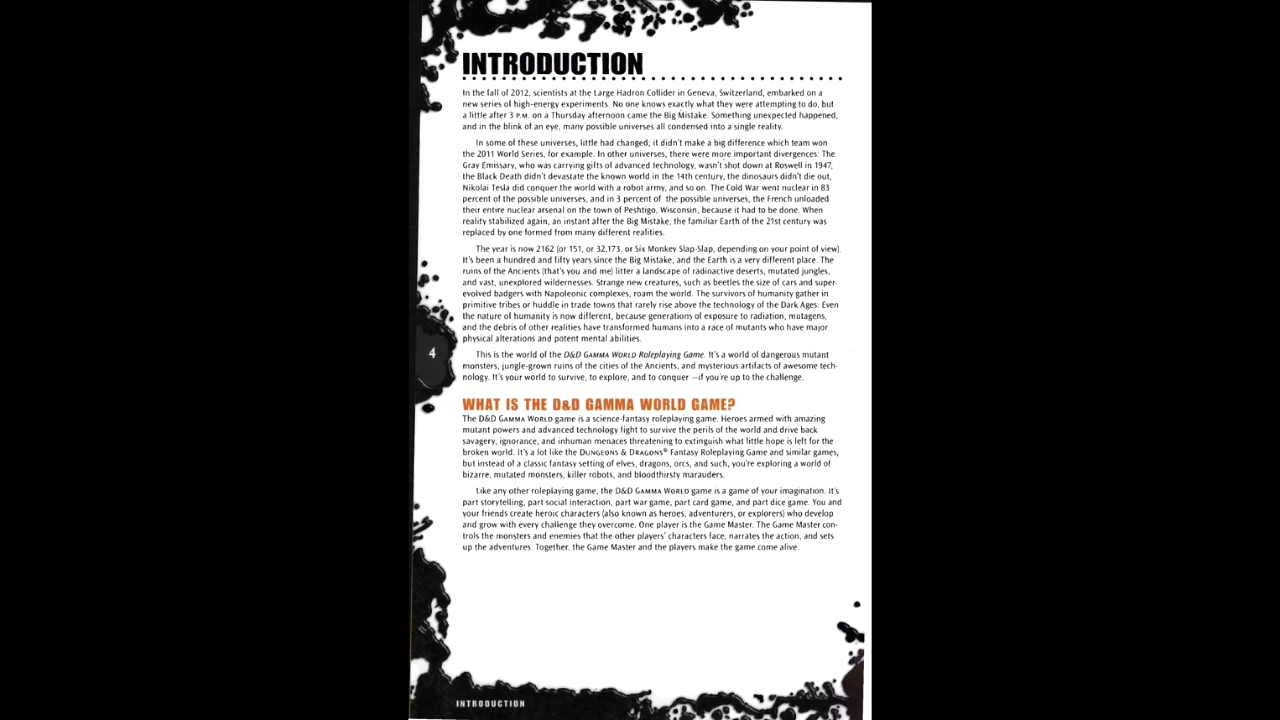 INTRODUCTION
In the fall of 2012, scientists at the Large Hadron Collider in Geneva, Switzerland, embarked on a
new series of high-energy experiments. No one knows exactly what they were attempting to do, but
a little after 3 P.M. on a Thursday afternoon came the Big Mistake. Something unexpected happened,
and in the blink of an eye, many possible universes all condensed into a single reality.
In some of these universes, little had changed; it didn't make a big difference which team won
the 2011 World Series, for example. In other universes, there were more important divergences: The
Gray Emissary, who was carrying gifts of advanced technology, wasn't shot down at Roswell in 1947,
the Black Death didn't devastate the known world in the 14th century, the dinosaurs didn't die out,
Nikolai Tesla did conquer the world with a robot army, and so on. The Cold War went nuclear in 83
percent of the possible universes, and in 3 percent of the possible universes, the French unloaded
their entire nuclear arsenal on the town of Peshtigo, Wisconsin, because it had to be done. When
reality stabilized again, an instant after the Big Mistake, the familiar Earth of the 21st century was
replaced by one formed from many different realities.
The year is now 2162 (or 151, or 32,173, or Six Monkey Slap-Slap, depending on your point of view).
It's been a hundred and fifty years since the Big Mistake, and the Earth is a very different place. The
ruins of the Ancients (that's you and me) litter a landscape of radioactive deserts, mutated jungles,
and vast, unexplored wildernesses. Strange new creatures, such as beetles the size of cars and super-
evolved badgers with Napoleonic complexes, roam the world. The survivors of humanity gather in
primitive tribes or huddle in trade towns that rarely rise above the technology of the Dark Ages. Even
the nature of humanity is now different, because generations of exposure to radiation, mutagens,
and the debris of other realities have transformed humans into a race of mutants who have major
physical alterations and potent mental abilities.
4
This is the world of the D&D GAMMA WORLD Roleplaying Game. It's a world of dangerous mutant
monsters, jungle-grown ruins of the cities of the Ancients, and mysterious artifacts of awesome tech-
nology. It's your world to survive, to explore, and to conquer —if you're up to the challenge.
WHAT IS THE D&D GAMMA WORLD GAME?
The D&D GAMMA WORLD game is a science-fantasy roleplaying game. Heroes armed with amazing
mutant powers and advanced technology fight to survive the perils of the world and drive back
savagery, ignorance, and inhuman menaces threatening to extinguish what little hope is left for the
broken world. It's a lot like the DUNGEONS & DRAGONS® Fantasy Roleplaying Game and similar games,
but instead of a classic fantasy setting of elves, dragons, orcs, and such, you're exploring a world of
bizarre, mutated monsters, killer robots, and bloodthirsty marauders.
Like any other roleplaying game, the D&D GAMMA WORLD game is a game of your imagination. It's
part storytelling, part social interaction, part war game, part card game, and part dice game. You and
your friends create heroic characters (also known as heroes, adventurers, or explorers) who develop
and grow with every challenge they overcome. One player is the Game Master. The Game Master con-
trols the monsters and enemies that the other players' characters face, narrates the action, and sets
up the adventures. Together, the Game Master and the players make the game come alive.
INTRODUCTION